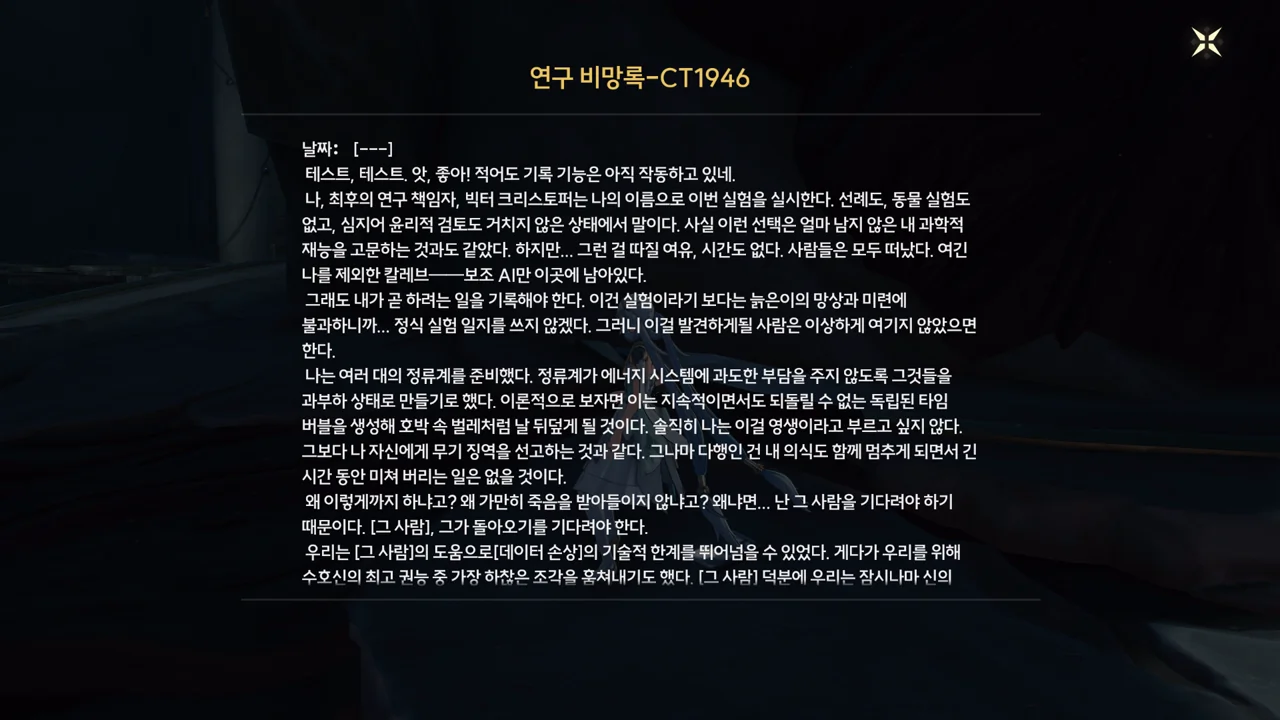 연구 비망록-CT1946
날짜: [---]
테스트, 테스트. 앗, 좋아! 적어도 기록 기능은 아직 작동하고 있네.
나, 최후의 연구 책임자, 빅터 크리스토퍼는 나의 이름으로 이번 실험을 실시한다. 선례도, 동물 실험도
없고, 심지어 윤리적 검토도 거치지 않은 상태에서 말이다. 사실 이런 선택은 얼마 남지 않은 내 과학적
재능을 고문하는 것과도 같았다. 하지만... 그런 걸 따질 여유, 시간도 없다. 사람들은 모두 떠났다. 여긴
나를 제외한 칼레브──보조 AI만 이곳에 남아있다.
그래도 내가 곧 하려는 일을 기록해야 한다. 이건 실험이라기 보다는 늙은이의 망상과 미련에
불과하니까... 정식 실험 일지를 쓰지 않겠다. 그러니 이걸 발견하게될 사람은 이상하게 여기지 않았으면
한다.
나는 여러 대의 정류계를 준비했다. 정류계가 에너지 시스템에 과도한 부담을 주지 않도록 그것들을
과부하 상태로 만들기로 했다. 이론적으로 보자면 이는 지속적이면서도 되돌릴 수 없는 독립된 타임
버블을 생성해 호박 속 벌레처럼 날 뒤덮게 될 것이다. 솔직히 나는 이걸 영생이라고 부르고 싶지 않다.
그보다 나 자신에게 무기 징역을 선고하는 것과 같다. 그나마 다행인 건 내 의식도 함께 멈추게 되면서 긴
시간 동안 미쳐 버리는 일은 없을 것이다.
왜 이렇게까지 하냐고? 왜 가만히 죽음을 받아들이지 않냐고? 왜냐면... 난 그 사람을 기다려야 하기
때문이다. [그 사람], 그가 돌아오기를 기다려야 한다.
우리는 [그 사람]의 도움으로[데이터 손상]의 기술적 한계를 뛰어넘을 수 있었다. 게다가 우리를 위해
수호신의 최고 권능 중 가장 하찮은 조각을 훔쳐내기도 했다. [그 사람] 덕분에 우리는 잠시나마 신의